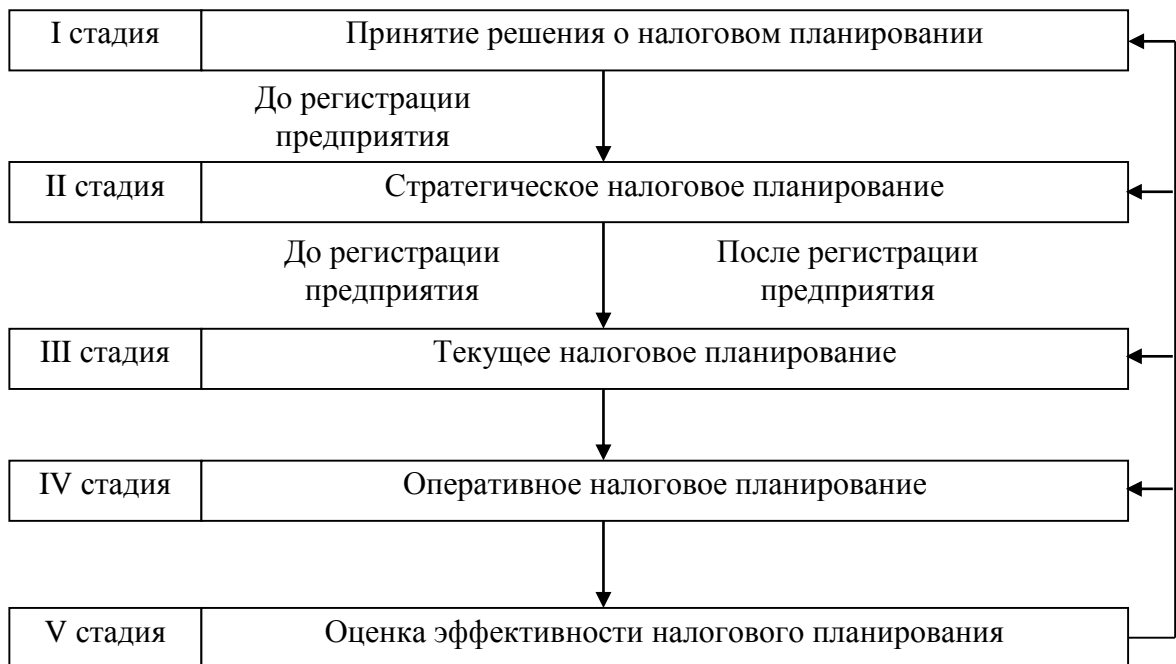 I стадия Принятие решения о налоговом планировании
До регистрации
предприятия
II стадия Стратегическое налоговое планирование
До регистрации После регистрации
предприятия предприятия
III стадия Текущее налоговое планирование
IV стадия Оперативное налоговое планирование
V стадия Оценка эффективности налогового планирования